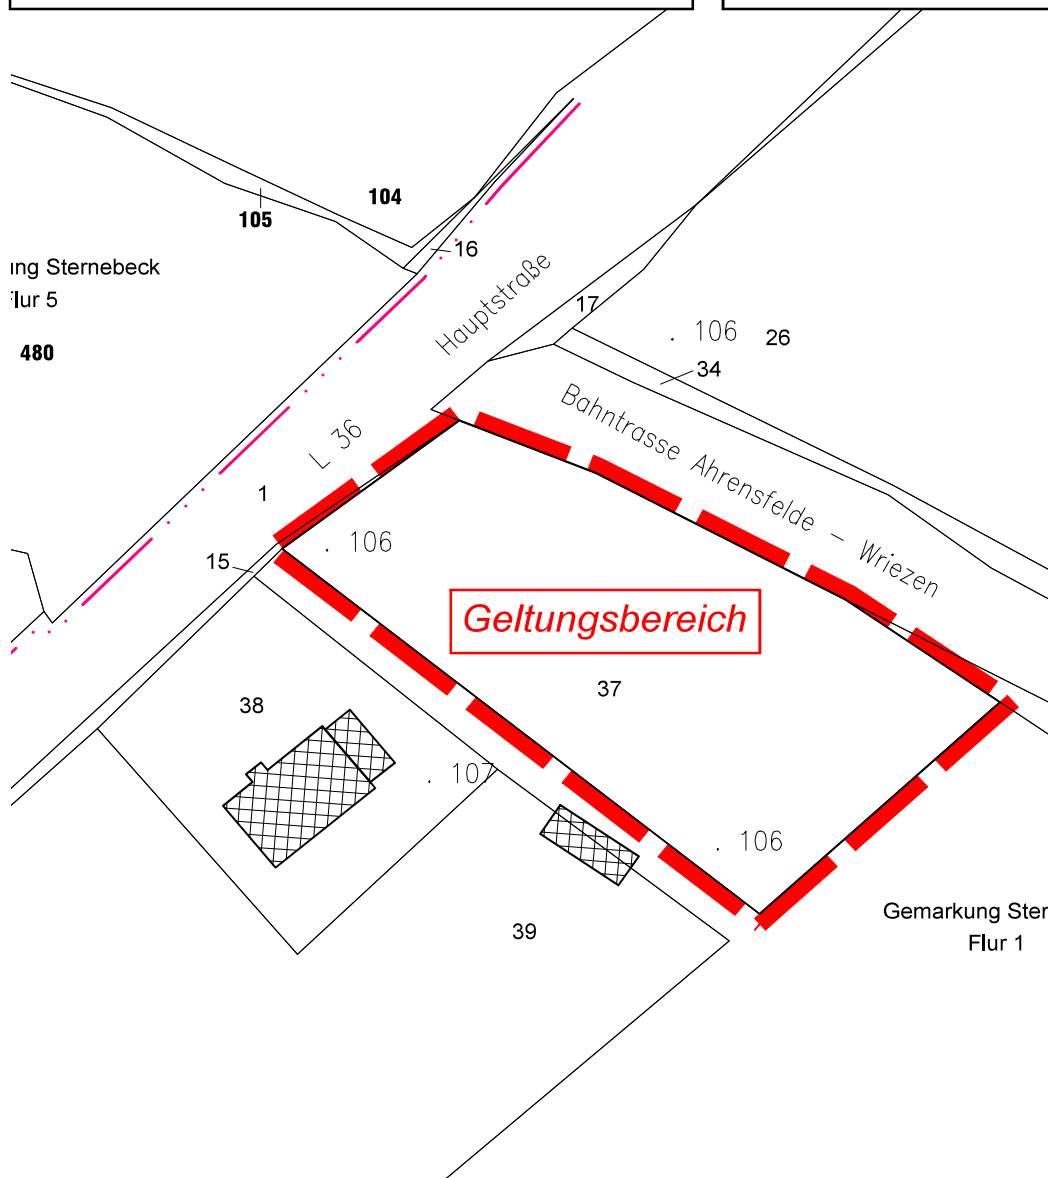 104
105
16
ung Sternebeck
Flur 5
Hauptstraße
17
106
26
480
34
Bahntrasse Ahrensfelde – Wriezen
L 36
1
106
15
Geltungsbereich
37
38
107
106
Gemarkung Ster
Flur 1
39